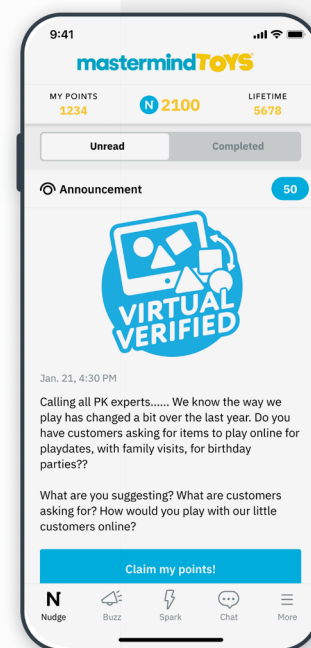 9:41
mastermindTOYS
MY POINTS
1234
N 2100
LIFETIME
5678
Unread
Completed
Announcement
50
VIRTUAL
VERIFIED
Jan. 21, 4:30 PM
Calling all PK experts...... We know the way we
play has changed a bit over the last year. Do you
have customers asking for items to play online for
playdates, with family visits, for birthday
parties??
What are you suggesting? What are customers
asking for? How would you play with our little
customers online?
Claim my points!
N
Nudge
Buzz
Spark
Chat
More